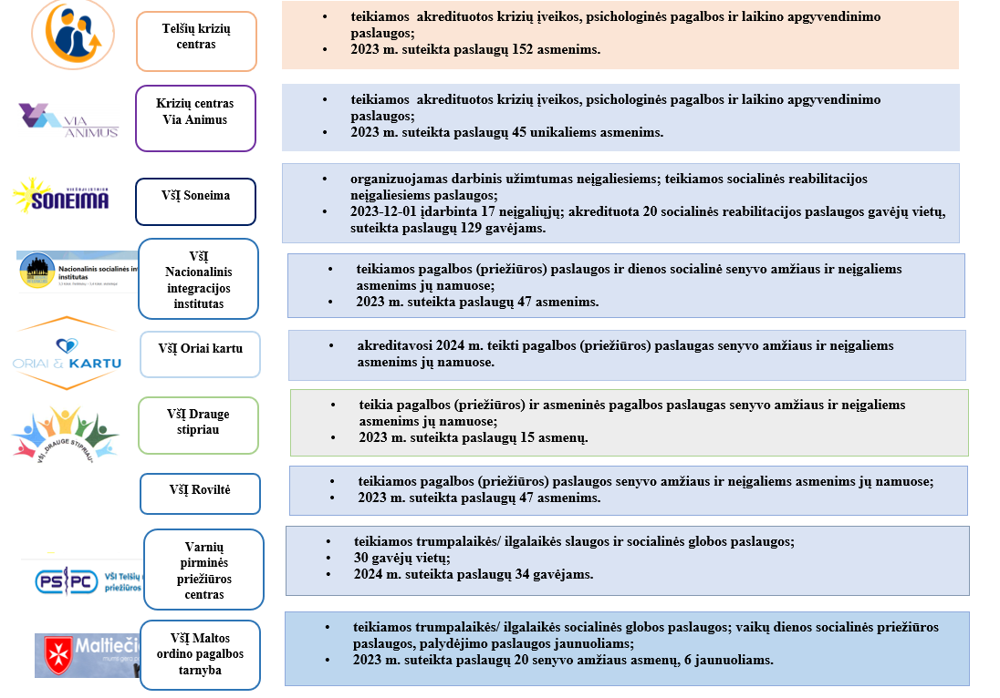 Telšių krizių
centras
• teikiamos akredituotos krizių įveikos, psichologinės pagalbos ir laikino apgyvendinimo
paslaugos;
• 2023 m. suteikta paslaugų 152 asmenims.
VIA
ANIMUS
Krizių centras
Via Animus
• teikiamos akredituotos krizių įveikos, psichologinės pagalbos ir laikino apgyvendinimo
paslaugos;
• 2023 m. suteikta paslaugų 45 unikaliems asmenims.
VIEŠOJI ĮSTAIGA
SONEIMA
VšĮ Soneima
• organizuojamas darbinis užimtumas neįgaliesiems; teikiamos socialinės reabilitacijos
neįgaliesiems paslaugos;
• 2023-12-01 įdarbinta 17 neįgaliųjų; akredituota 20 socialinės reabilitacijos paslaugos gavėjų vietų,
suteikta paslaugų 129 gavėjams.
Nacionalinis socialinės int
institutas
VšĮ
Nacionalinis
integracijos
institutas
• teikiamos pagalbos (priežiūros) paslaugos ir dienos socialinė senyvo amžiaus ir neįgaliems
asmenims jų namuose;
• 2023 m. suteikta paslaugų 47 asmenims.
ORIAI & KARTU
VšĮ Oriai kartu
• akreditavosi 2024 m. teikti pagalbos (priežiūros) paslaugas senyvo amžiaus ir neįgaliems
asmenims jų namuose.
VŠĮ „DRAUGE STIPRIAU"
VšĮ Drauge
stipriau
• teikia pagalbos (priežiūros) ir asmeninės pagalbos paslaugas senyvo amžiaus ir neįgaliems
asmenims jų namuose;
• 2023 m. suteikta paslaugų 15 asmenų.
VšĮ Roviltė
• teikiamos pagalbos (priežiūros) paslaugos senyvo amžiaus ir neįgaliems asmenims jų namuose;
• 2023 m. suteikta paslaugų 47 asmenims.
PSPC
VšĮ Telšių
priežiūros
Varnių
pirminės
priežiūros
centras
• teikiamos trumpalaikės/ ilgalaikės slaugos ir socialinės globos paslaugos;
• 30 gavėjų vietų;
• 2024 m. suteikta paslaugų 34 gavėjams.
Maltiečia
VšĮ Maltos
ordino pagalbos
tarnyba
• teikiamos trumpalaikės/ ilgalaikės socialinės globos paslaugos; vaikų dienos socialinės priežiūros
paslaugos, palydėjimo paslaugos jaunuoliams;
• 2023 m. suteikta paslaugų 20 senyvo amžiaus asmenų, 6 jaunuoliams.